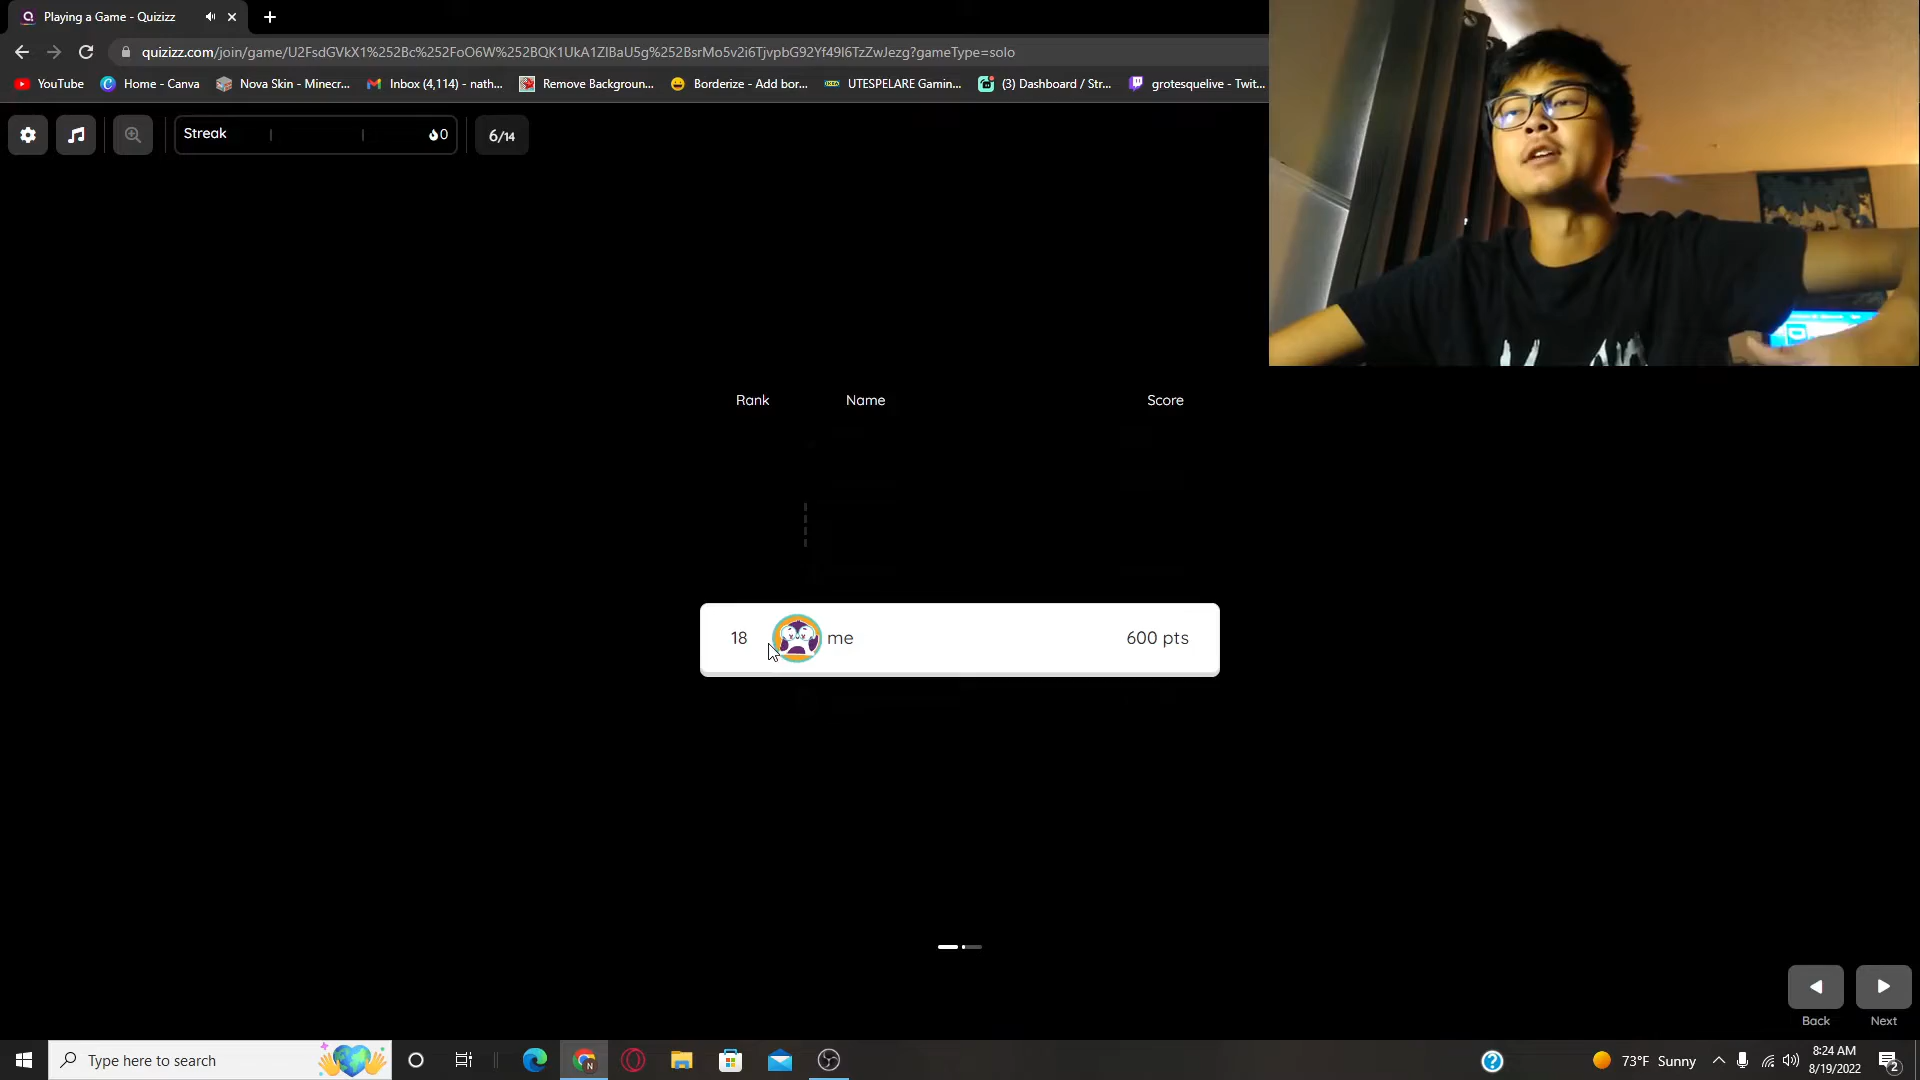 Playing a Game - Quizizz
quizizz.com/join/game/U2FsdGVkX1%252Bc%252FoO6W%252BQK1UkA1ZlBaU5g%252BsrMo5v2i6TjvpbG92Yf49I6TzZwJezg?gameType=solo
YouTube Home - Canva Nova Skin - Minecr... Inbox (4,114) - nath... Remove Backgroun... Borderize - Add bor... UTESPELARE Gamin... (3) Dashboard / Str... grotesquelive - Twit...
Streak 0 6/14
Rank Name Score
18 me 600 pts
Back Next
Type here to search
73°F Sunny
8:24 AM
8/19/2022
2